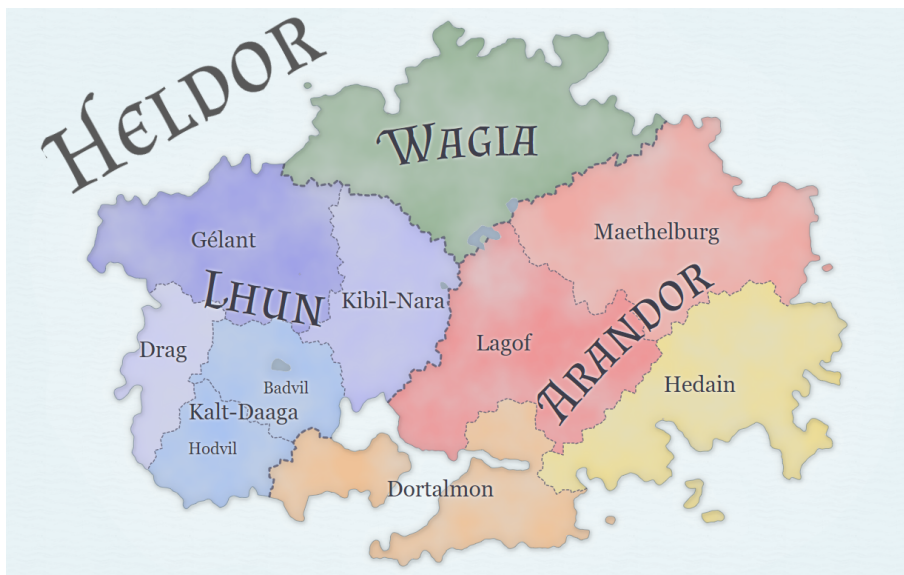 HELDOR
WAGIA
Gélant
Maethelburg
LHUN
Kibil-Nara
Drag
Lagof
ARANDOR
Badvil
Hedain
Kalt-Daaga
Hodvil
Dortalmon